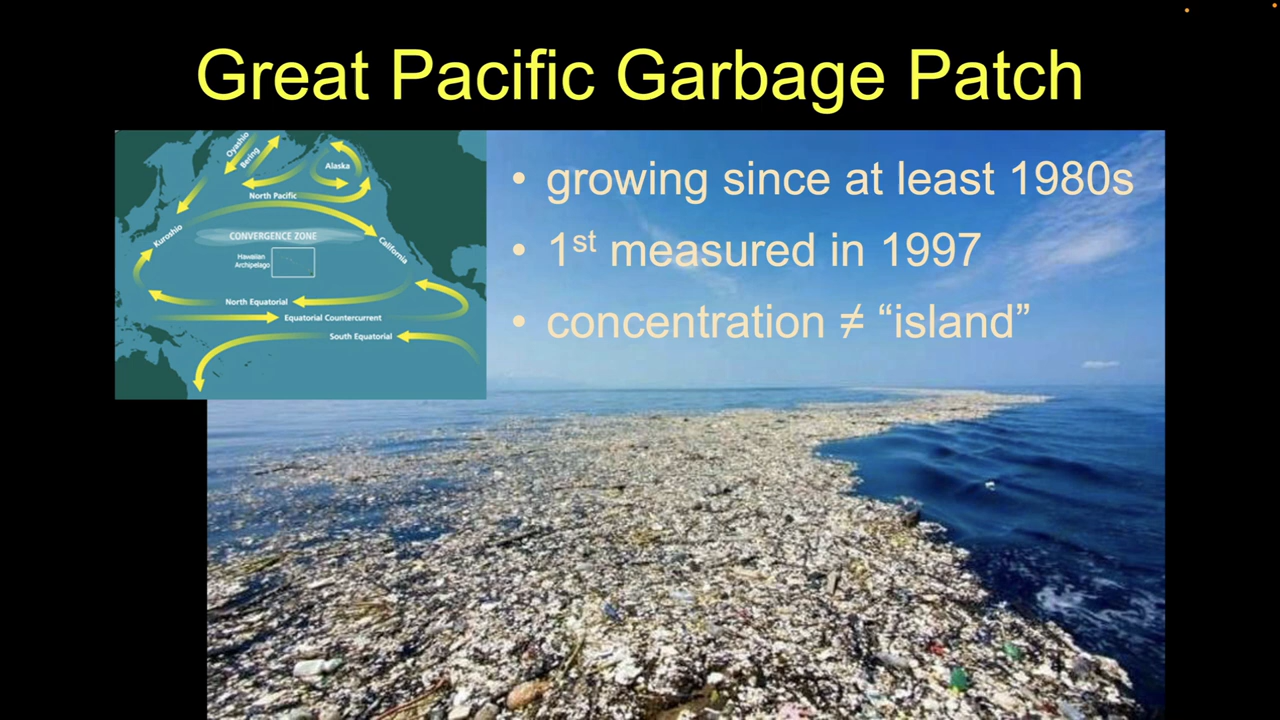 Great Pacific Garbage Patch
Oyashio
Bering
Alaska
North Pacific
Kuroshio
CONVERGENCE ZONE
California
Hawaiian
Archipelago
North Equatorial
Equatorial Countercurrent
South Equatorial
• growing since at least 1980s
• 1st measured in 1997
• concentration ≠ “island”